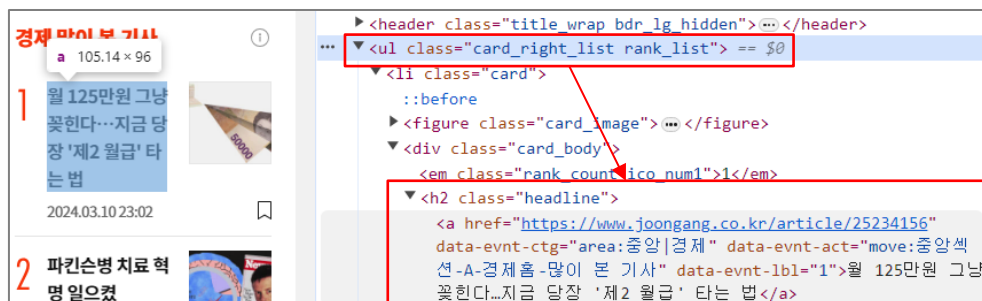 경제 많이 본 기사
a 105.14 × 96
1
월 125만원 그냥
꽂힌다…지금 당
장 '제2 월급' 타
는 법
50000
2024.03.10 23:02
2
파킨슨병 치료 혁
명 일으켰
▶<header class="title_wrap bdr_lg_hidden">⋯</header>
⋯ ▼<ul class="card_right_list rank_list"> == $0
▼<li class="card">
::before
▶<figure class="card_image">⋯</figure>
▼<div class="card_body">
<em class="rank_count ico_num1">1</em>
▼<h2 class="headline">
<a href="https://www.joongang.co.kr/article/25234156"
data-evnt-ctg="area:중앙|경제" data-evnt-act="move:중앙섹
션-A-경제홈-많이 본 기사" data-evnt-lbl="1">월 125만원 그냥
꽂힌다…지금 당장 '제2 월급' 타는 법</a>